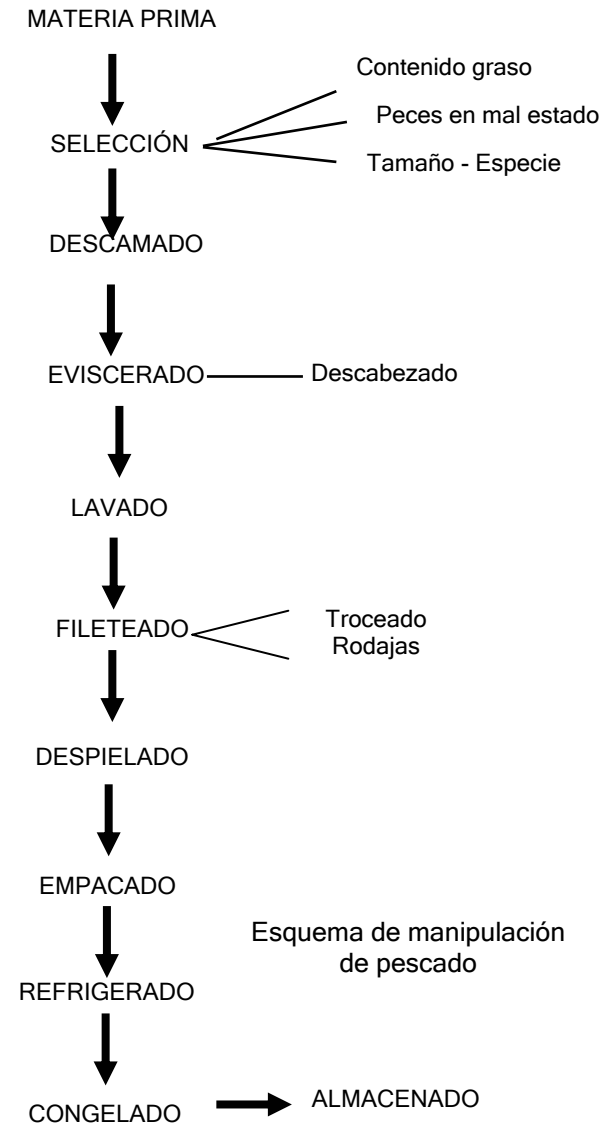 MATERIA PRIMA
Contenido graso
Peces en mal estado
SELECCIÓN
Tamaño - Especie
DESCAMADO
EVISCERADO
Descabezado
LAVADO
FILETEADO
Troceado
Rodajas
DESPIELADO
EMPACADO
Esquema de manipulación
de pescado
REFRIGERADO
CONGELADO
ALMACENADO